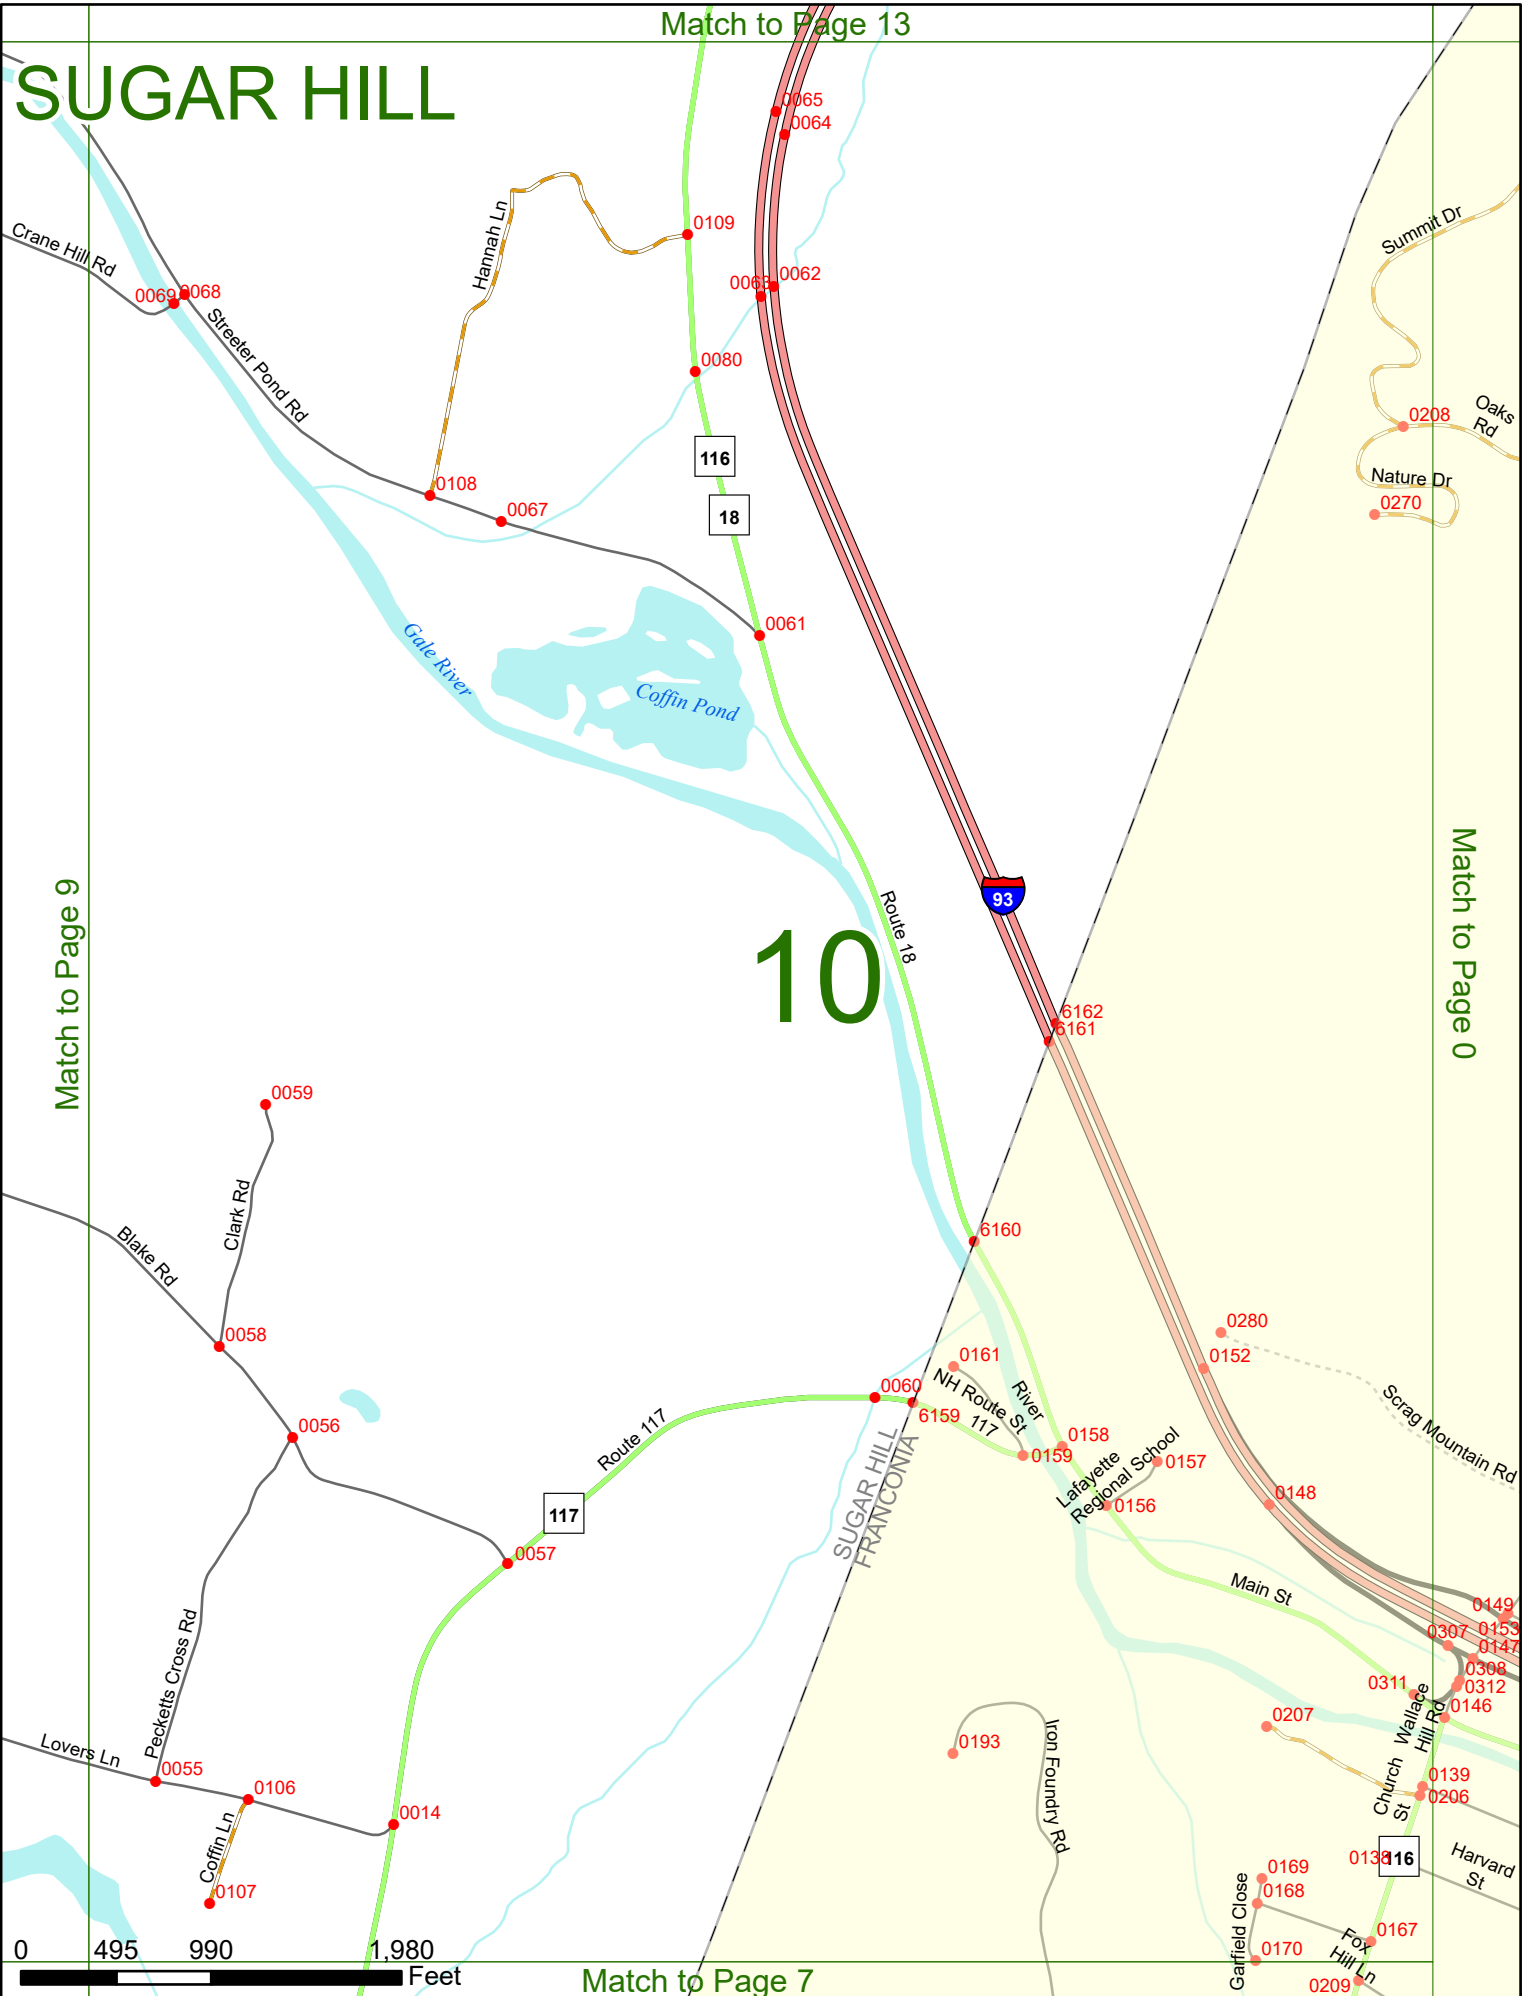 Match to Page 13
SUGAR HILL
0065
0064
Crane Hill Rd
Hannah Ln
0109
Summit Dr
0069
0068
0063
0062
Streeter Pond Rd
0080
Oaks
Rd
0208
116
Nature Dr
0108
0067
18
0270
0061
Gale River
Coffin Pond
Match to Page 9
Route 18
93
10
Match to Page 0
6162
6161
0059
Clark Rd
Blake Rd
6160
0058
0280
0152
0161
0060
6159
NH Route St
117
River
Scrag Mountain Rd
0056
Route 117
SUGAR HILL
FRANCONIA
0158
0159
Lafayette
Regional School
0157
0156
0148
117
0057
Main St
0149
0153
0147
0307
0308
0312
0311
0146
Wallace
Hill Rd
Pecketts Cross Rd
Lovers Ln
0055
0106
0014
0193
Iron Foundry Rd
0207
Church
St
0139
0206
Coffin Ln
0107
0138
116
Harvard
St
0169
0168
Garfield Close
0167
Fox
Hill Ln
0170
0209
0 495 990 1,980
Feet
Match to Page 7